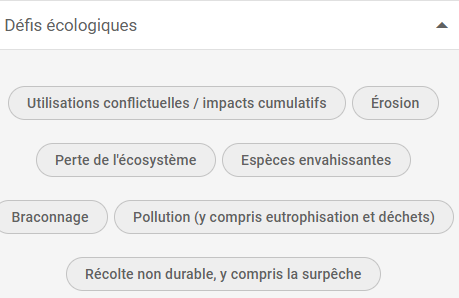 Défis écologiques
Utilisations conflictuelles / impacts cumulatifs Érosion
Perte de l'écosystème Espèces envahissantes
Braconnage Pollution (y compris eutrophisation et déchets)
Récolte non durable, y compris la surpêche